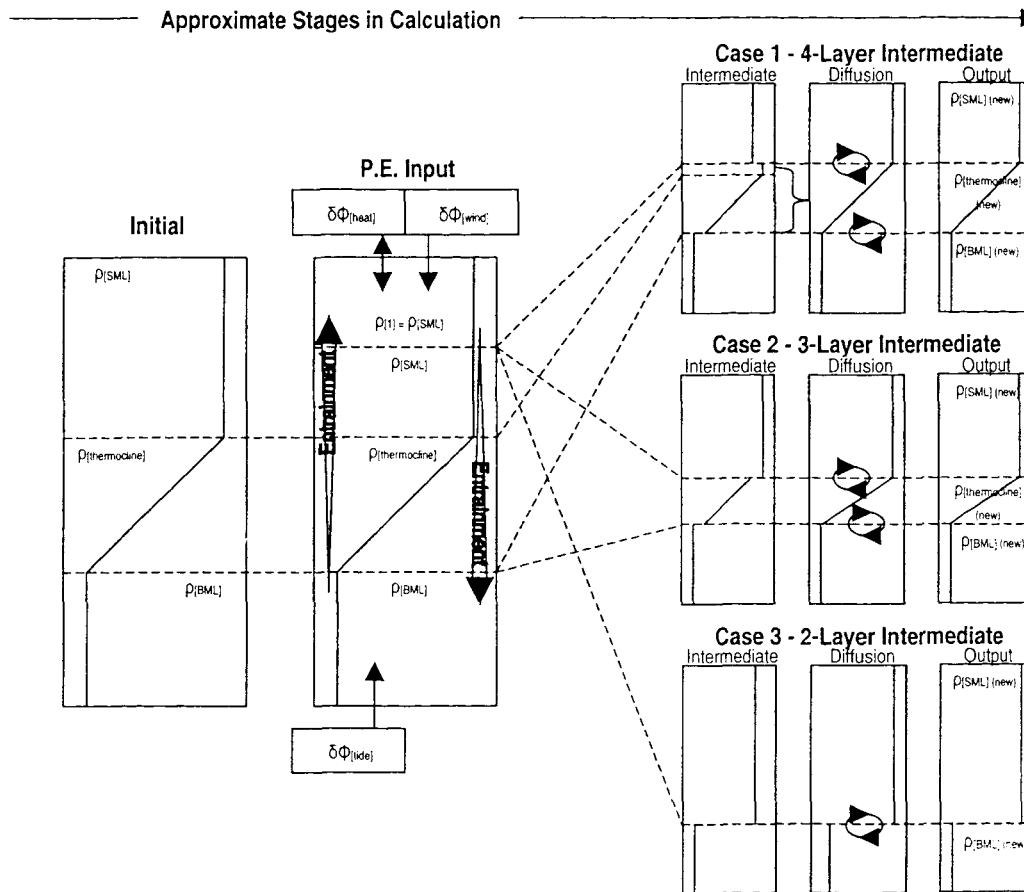 Approximate Stages in Calculation
Initial
ρ[SML]
ρ[thermocline]
ρ[BML]
P.E. Input
δΦ[heat]
δΦ[wind]
ρ[1] = ρ[SML]
ρ[SML]
Entrainment
ρ[thermocline]
Entrainment
ρ[BML]
δΦ[tide]
Case 1 - 4-Layer Intermediate
Intermediate
Diffusion
Output
ρ[SML] (new)
ρ[thermocline]
(new)
ρ[BML] (new)
Case 2 - 3-Layer Intermediate
Intermediate
Diffusion
Output
ρ[SML] (new)
ρ[thermocline]
(new)
ρ[BML] (new)
Case 3 - 2-Layer Intermediate
Intermediate
Diffusion
Output
ρ[SML] (new)
ρ[BML] (new)